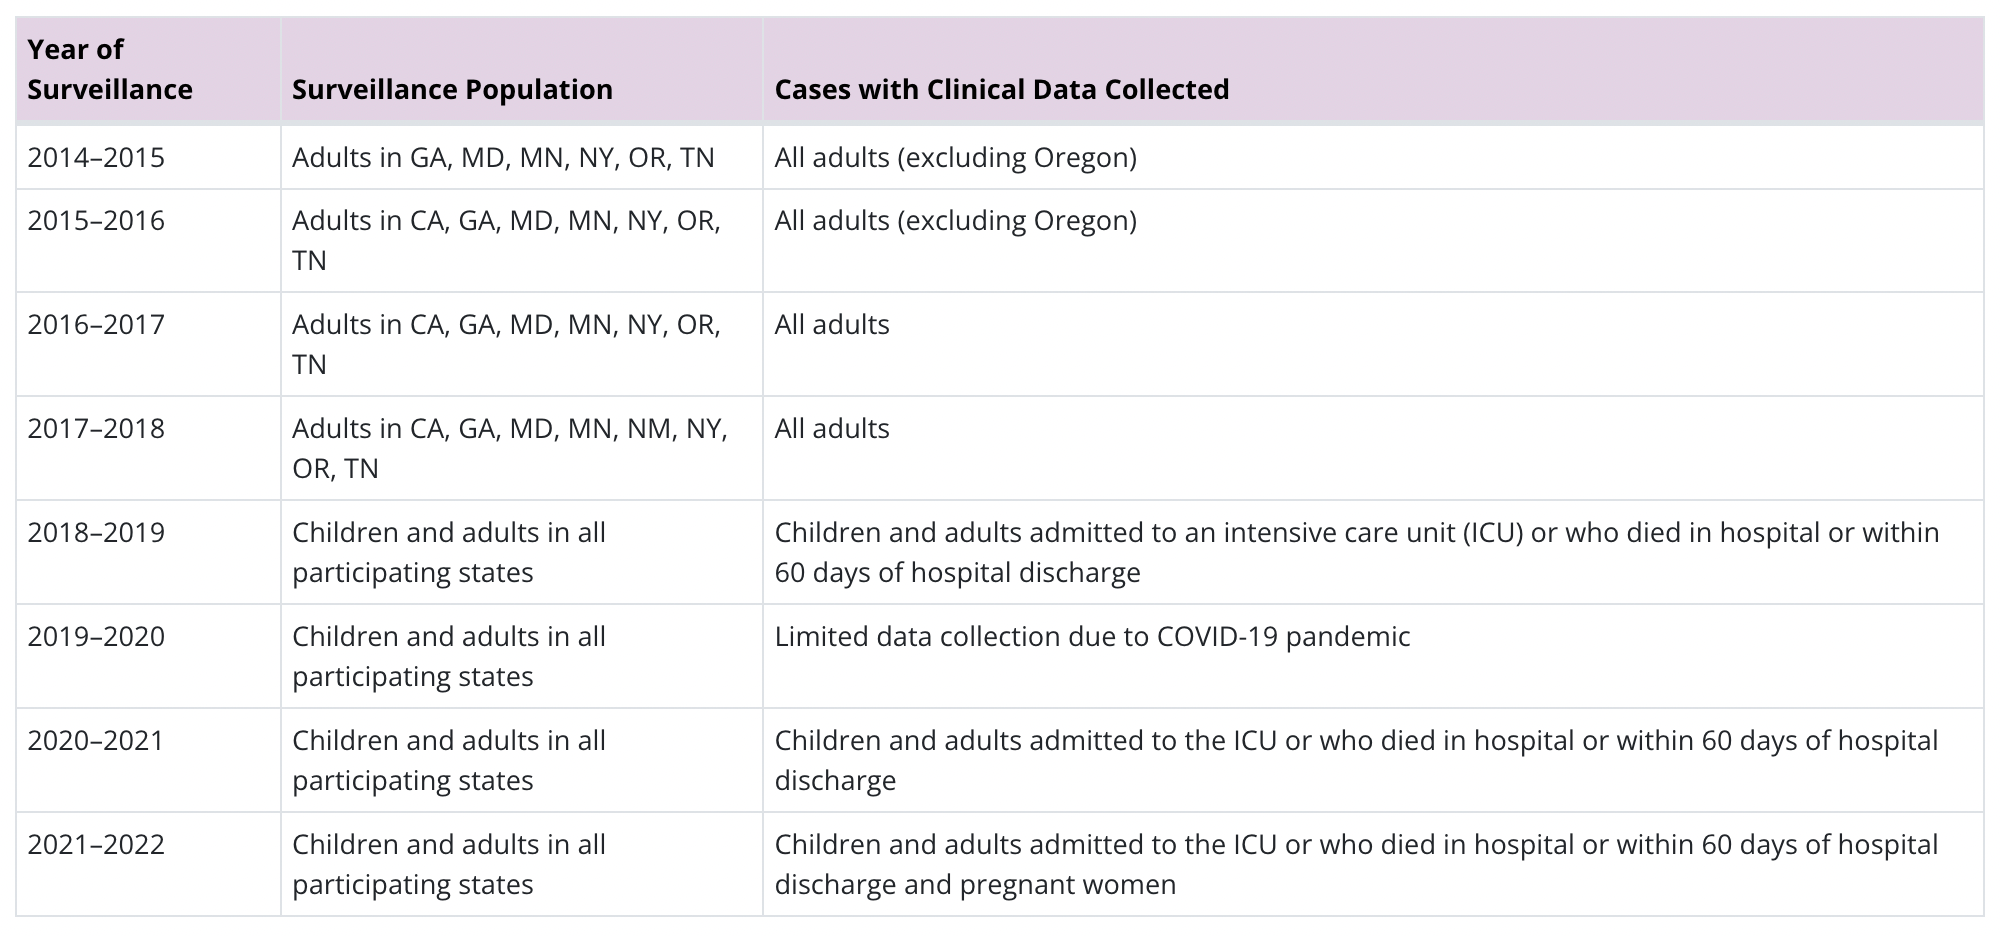 Year of
Surveillance
Surveillance Population
Cases with Clinical Data Collected
2014–2015
Adults in GA, MD, MN, NY, OR, TN
All adults (excluding Oregon)
2015–2016
Adults in CA, GA, MD, MN, NY, OR,
TN
All adults (excluding Oregon)
2016–2017
Adults in CA, GA, MD, MN, NY, OR,
TN
All adults
2017–2018
Adults in CA, GA, MD, MN, NM, NY,
OR, TN
All adults
2018–2019
Children and adults in all
participating states
Children and adults admitted to an intensive care unit (ICU) or who died in hospital or within
60 days of hospital discharge
2019–2020
Children and adults in all
participating states
Limited data collection due to COVID-19 pandemic
2020–2021
Children and adults in all
participating states
Children and adults admitted to the ICU or who died in hospital or within 60 days of hospital
discharge
2021–2022
Children and adults in all
participating states
Children and adults admitted to the ICU or who died in hospital or within 60 days of hospital
discharge and pregnant women